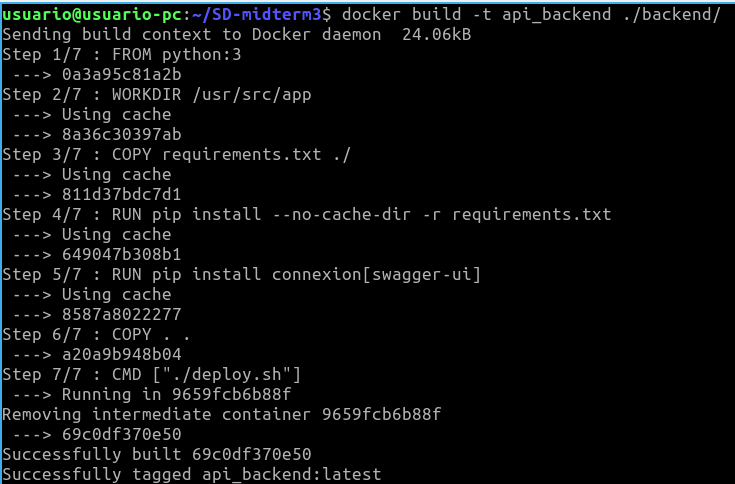 usuario@usuario-pc:~/SD-midterm3$ docker build -t api_backend ./backend/
Sending build context to Docker daemon  24.06kB
Step 1/7 : FROM python:3
 ---> 0a3a95c81a2b
Step 2/7 : WORKDIR /usr/src/app
 ---> Using cache
 ---> 8a36c30397ab
Step 3/7 : COPY requirements.txt ./
 ---> Using cache
 ---> 811d37bdc7d1
Step 4/7 : RUN pip install --no-cache-dir -r requirements.txt
 ---> Using cache
 ---> 649047b308b1
Step 5/7 : RUN pip install connexion[swagger-ui]
 ---> Using cache
 ---> 8587a8022277
Step 6/7 : COPY . .
 ---> a20a9b948b04
Step 7/7 : CMD ["./deploy.sh"]
 ---> Running in 9659fcb6b88f
Removing intermediate container 9659fcb6b88f
 ---> 69c0df370e50
Successfully built 69c0df370e50
Successfully tagged api_backend:latest